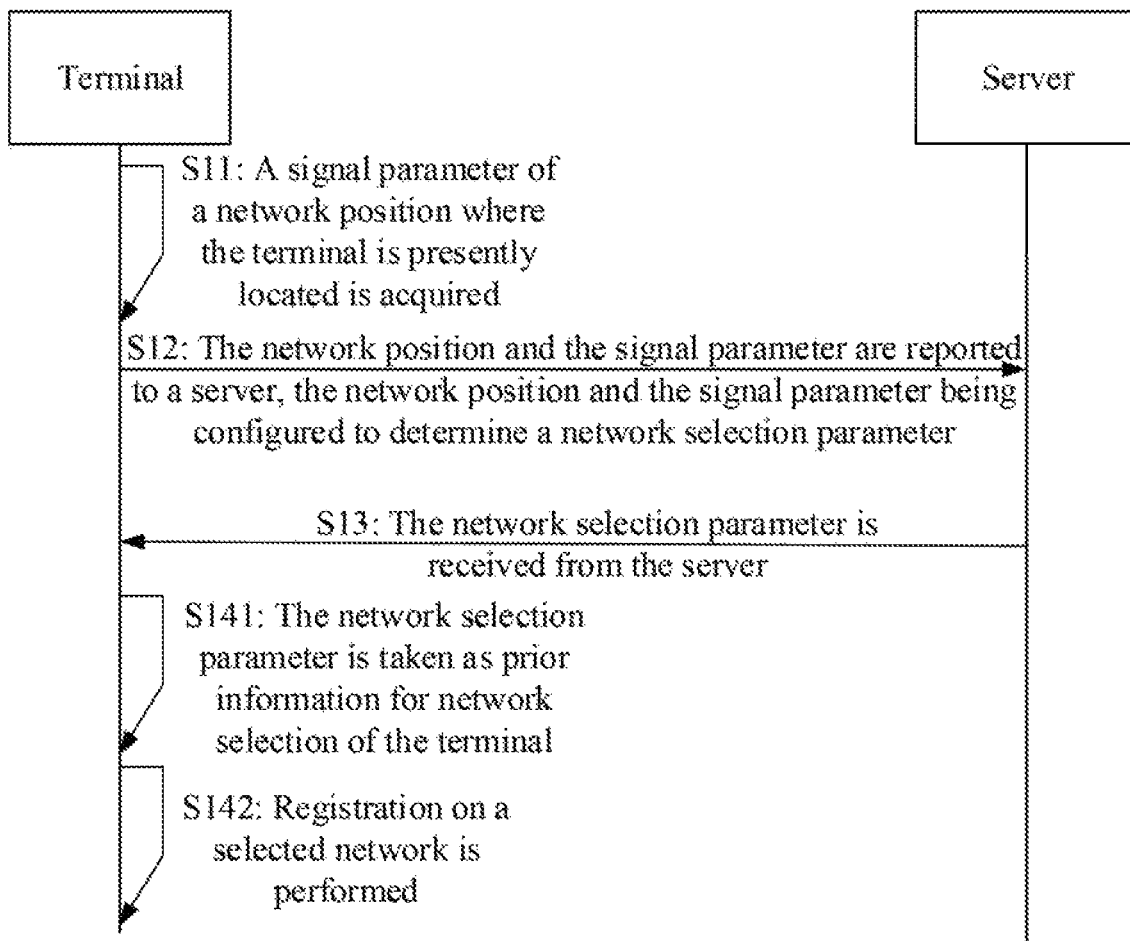 Terminal
Server
S11: A signal parameter of
a network position where
the terminal is presently
located is acquired
S12: The network position and the signal parameter are reported
to a server, the network position and the signal parameter being
configured to determine a network selection parameter
S13: The network selection parameter is
received from the server
S141: The network selection
parameter is taken as prior
information for network
selection of the terminal
S142: Registration on a
selected network is
performed